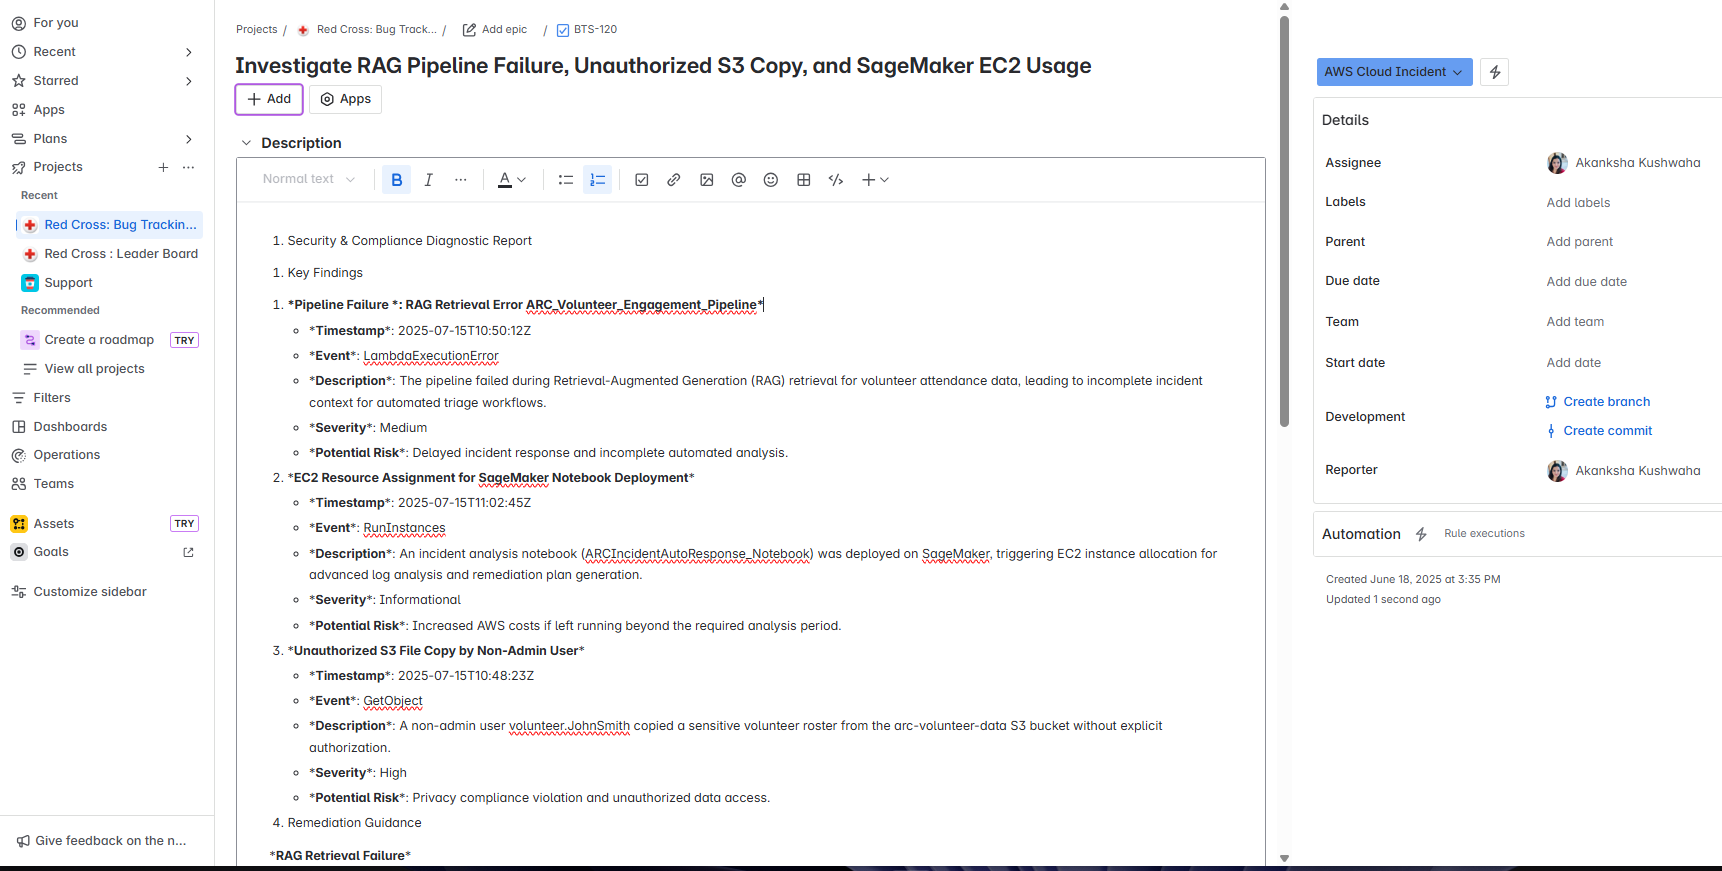 For you
Recent
Starred
Apps
Plans
Projects
Recent
Red Cross: Bug Trackin...
Red Cross : Leader Board
Support
Recommended
Create a roadmap TRY
View all projects
Filters
Dashboards
Operations
Teams
Assets TRY
Goals
Customize sidebar
Give feedback on the n...
Projects / Red Cross: Bug Track... / Add epic / BTS-120
Investigate RAG Pipeline Failure, Unauthorized S3 Copy, and SageMaker EC2 Usage
Add Apps
Description
Normal text B I ... A
1. Security & Compliance Diagnostic Report
1. Key Findings
1. *Pipeline Failure *: RAG Retrieval Error ARC_Volunteer_Engagement_Pipeline*
*Timestamp*: 2025-07-15T10:50:12Z
*Event*: LambdaExecutionError
*Description*: The pipeline failed during Retrieval-Augmented Generation (RAG) retrieval for volunteer attendance data, leading to incomplete incident
context for automated triage workflows.
*Severity*: Medium
*Potential Risk*: Delayed incident response and incomplete automated analysis.
2. *EC2 Resource Assignment for SageMaker Notebook Deployment*
*Timestamp*: 2025-07-15T11:02:45Z
*Event*: RunInstances
*Description*: An incident analysis notebook (ARCIncidentAutoResponse_Notebook) was deployed on SageMaker, triggering EC2 instance allocation for
advanced log analysis and remediation plan generation.
*Severity*: Informational
*Potential Risk*: Increased AWS costs if left running beyond the required analysis period.
3. *Unauthorized S3 File Copy by Non-Admin User*
*Timestamp*: 2025-07-15T10:48:23Z
*Event*: GetObject
*Description*: A non-admin user volunteer.JohnSmith copied a sensitive volunteer roster from the arc-volunteer-data S3 bucket without explicit
authorization.
*Severity*: High
*Potential Risk*: Privacy compliance violation and unauthorized data access.
4. Remediation Guidance
*RAG Retrieval Failure*
AWS Cloud Incident
Details
Assignee Akanksha Kushwaha
Labels Add labels
Parent Add parent
Due date Add due date
Team Add team
Start date Add date
Development Create branch
Create commit
Reporter Akanksha Kushwaha
Automation Rule executions
Created June 18, 2025 at 3:35 PM
Updated 1 second ago